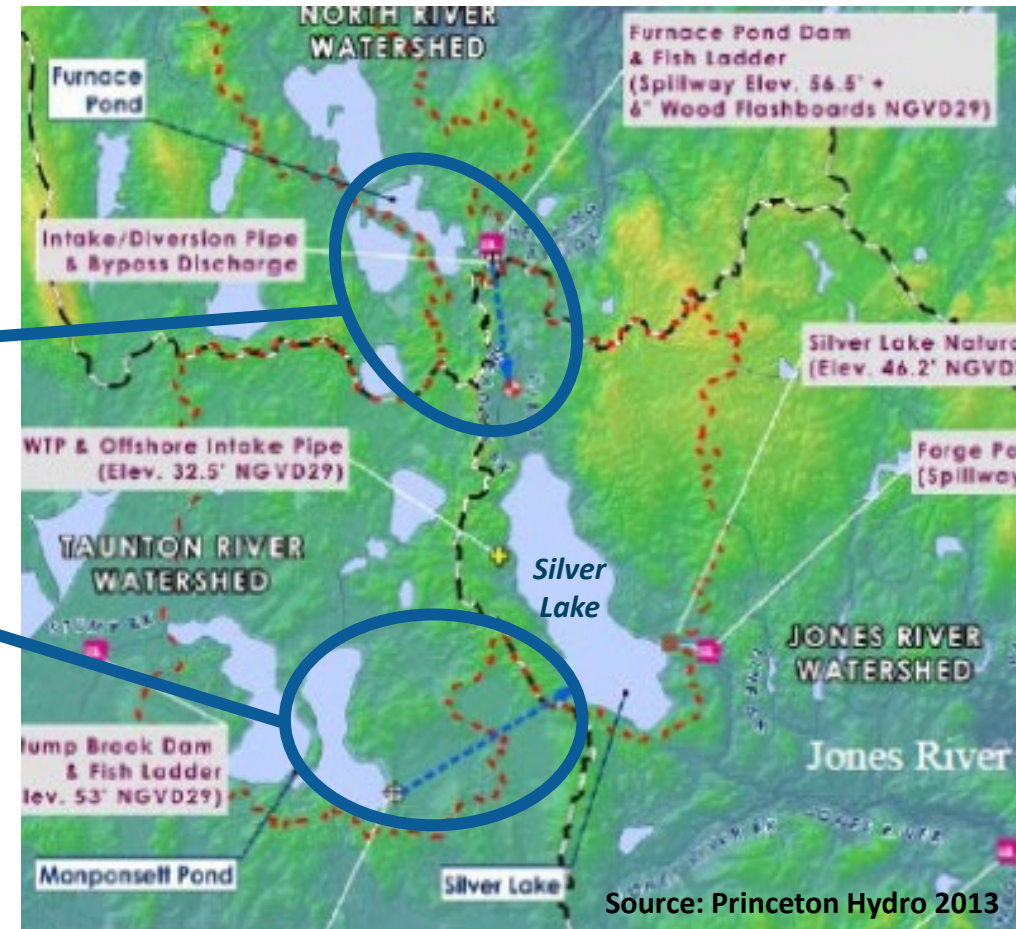 NORTH RIVER
WATERSHED
Furnace
Pond
Furnace Pond Dam
& Fish Ladder
(Spillway Elev. 56.5' +
6" Wood Flashboards NGVD29)
Intake/Diversion Pipe
& Bypass Discharge
Silver Lake Natura
(Elev. 46.2' NGVD
WTP & Offshore Intake Pipe
(Elev. 32.5' NGVD29)
Forge Po
(Spillway
TAUNTON RIVER
WATERSHED
Silver
Lake
JONES RIVER
WATERSHED
tump Brook Dam
& Fish Ladder
lev. 53' NGVD29)
Jones River
Monponsett Pond
Silver Lake
Source: Princeton Hydro 2013